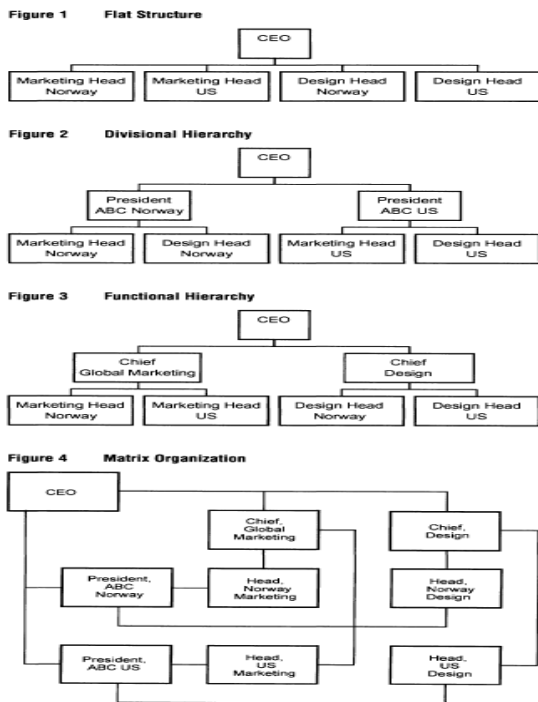 Figure 1 Flat Structure
CEO
Marketing Head
Norway
Marketing Head
US
Design Head
Norway
Design Head
US
Figure 2 Divisional Hierarchy
CEO
President
ABC Norway
President
ABC US
Marketing Head
Norway
Design Head
Norway
Marketing Head
US
Design Head
US
Figure 3 Functional Hierarchy
CEO
Chief
Global Marketing
Chief
Design
Marketing Head
Norway
Marketing Head
US
Design Head
Norway
Design Head
US
Figure 4 Matrix Organization
CEO
Chief,
Global
Marketing
Chief,
Design
President,
ABC
Norway
Head,
Norway
Marketing
Head,
Norway
Design
President,
ABC US
Head,
US
Marketing
Head,
US
Design